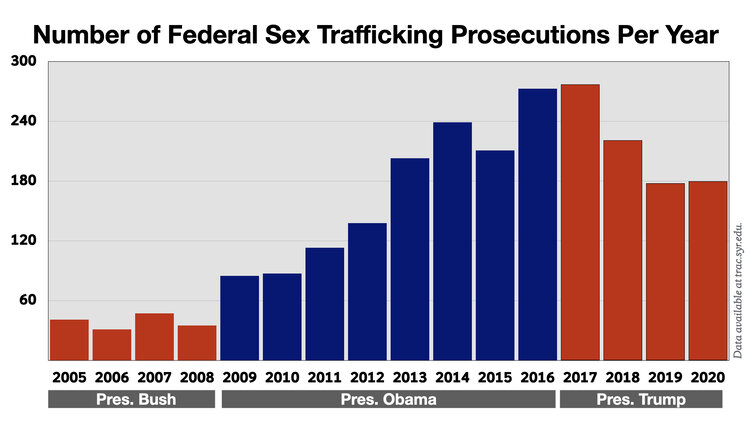 Number of Federal Sex Trafficking Prosecutions Per Year
300
240
180
120
60
2005 2006 2007 2008 2009 2010 2011 2012 2013 2014 2015 2016 2017 2018 2019 2020
Pres. Bush Pres. Obama Pres. Trump
Data available at trac.syr.edu.